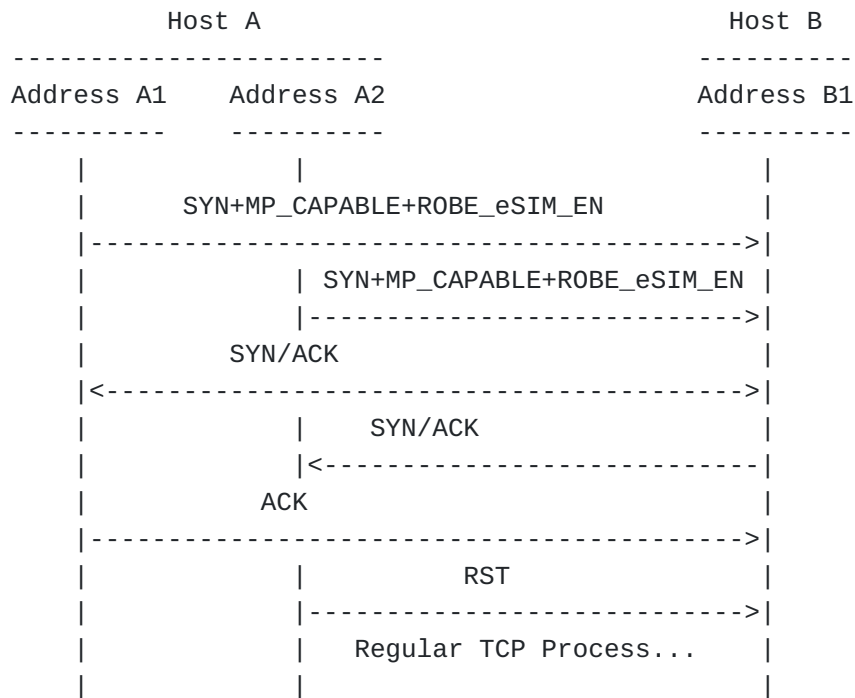 Host A Host B
------------------------ ----------
Address A1 Address A2 Address B1
---------- ---------- ----------
| | |
| SYN+MP_CAPABLE+ROBE_eSIM_EN |
|------------------------------------------>|
| | SYN+MP_CAPABLE+ROBE_eSIM_EN |
| |---------------------------->|
| SYN/ACK |
|<----------------------------------------->|
| | SYN/ACK |
| |<----------------------------|
| ACK |
|------------------------------------------>|
| | RST |
| |---------------------------->|
| | Regular TCP Process... |
| | |